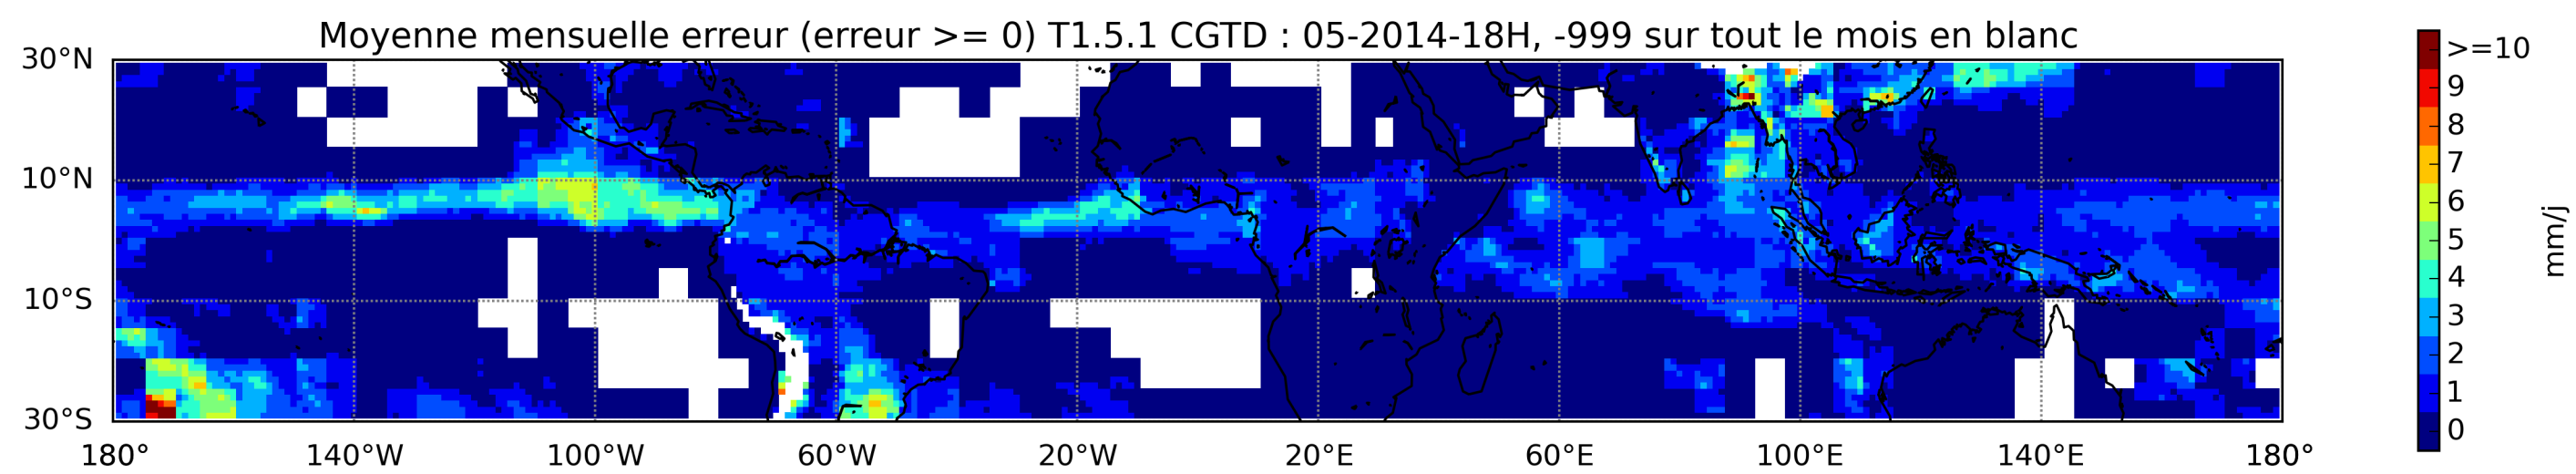 Moyenne mensuelle erreur (erreur >= 0) T1.5.1 CGTD : 05-2014-18H, -999 sur tout le mois en blanc
30°N
10°N
10°S
30°S
180° 140°W 100°W 60°W 20°W 20°E 60°E 100°E 140°E 180°
>=10
9
8
7
6
5
4
3
2
1
0
mm/j